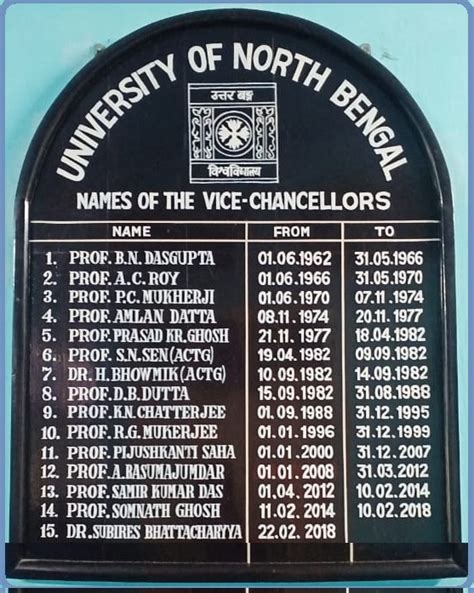 UNIVERSITY OF NORTH BENGAL
उत्तर बङ्ग
विश्वविद्यालय
NAMES OF THE VICE-CHANCELLORS
NAME FROM TO
1. PROF. B.N. DASGUPTA 01.06.1962 31.05.1966
2. PROF. A.C. ROY 01.06.1966 31.05.1970
3. PROF. P.C. MUKHERJI 01.06.1970 07.11.1974
4. PROF. AMLAN DATTA 08.11.1974 20.11.1977
5. PROF. PRASAD KR. GHOSH 21.11.1977 18.04.1982
6. PROF. S.N. SEN (ACTG) 19.04.1982 09.09.1982
7. DR. H. BHOWMIK (ACTG) 10.09.1982 14.09.1982
8. PROF. D.B. DUTTA 15.09.1982 31.08.1988
9. PROF. K.N. CHATTERJEE 01.09.1988 31.12.1995
10. PROF. R.G. MUKERJEE 01.01.1996 31.12.1999
11. PROF. PIJUSHKANTI SAHA 01.01.2000 31.12.2007
12. PROF. A. BASUMAJUMDAR 01.01.2008 31.03.2012
13. PROF. SAMIR KUMAR DAS 01.04.2012 10.02.2014
14. PROF. SOMNATH GHOSH 11.02.2014 10.02.2018
15. DR. SUBIRES BHATTACHARYYA 22.02.2018